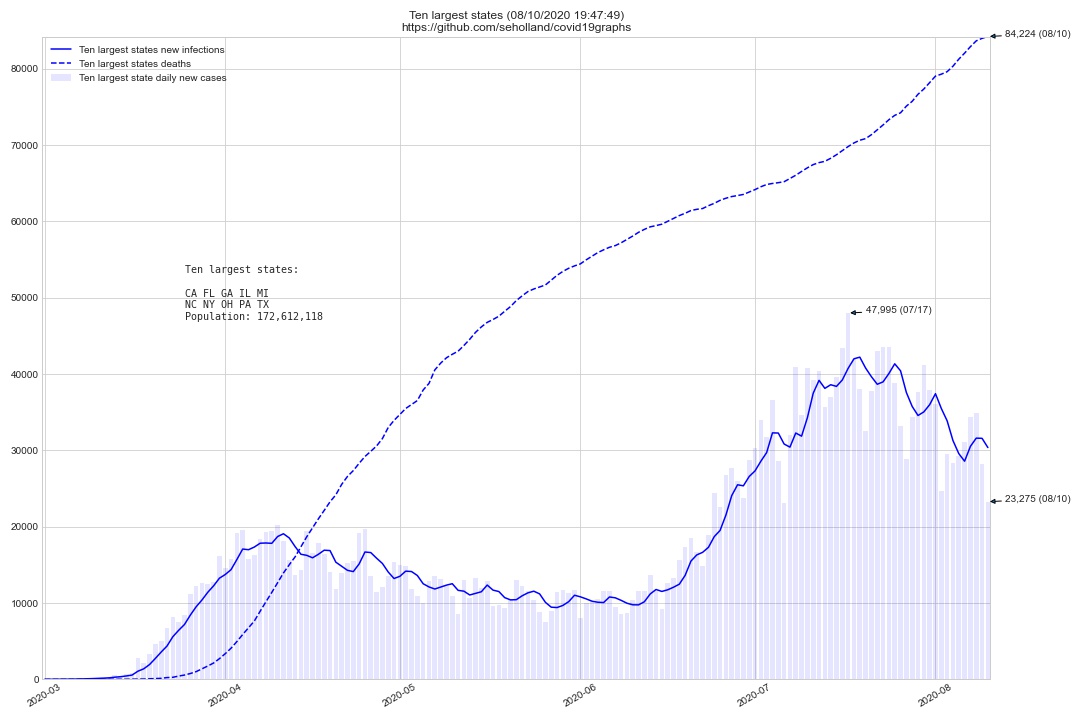 Ten largest states (08/10/2020 19:47:49)
https://github.com/seholland/covid19graphs
Ten largest states new infections
Ten largest states deaths
Ten largest state daily new cases
84,224 (08/10)
80000
70000
60000
50000
40000
30000
20000
10000
0
Ten largest states:
CA FL GA IL MI
NC NY OH PA TX
Population: 172,612,118
47,995 (07/17)
23,275 (08/10)
2020-03
2020-04
2020-05
2020-06
2020-07
2020-08